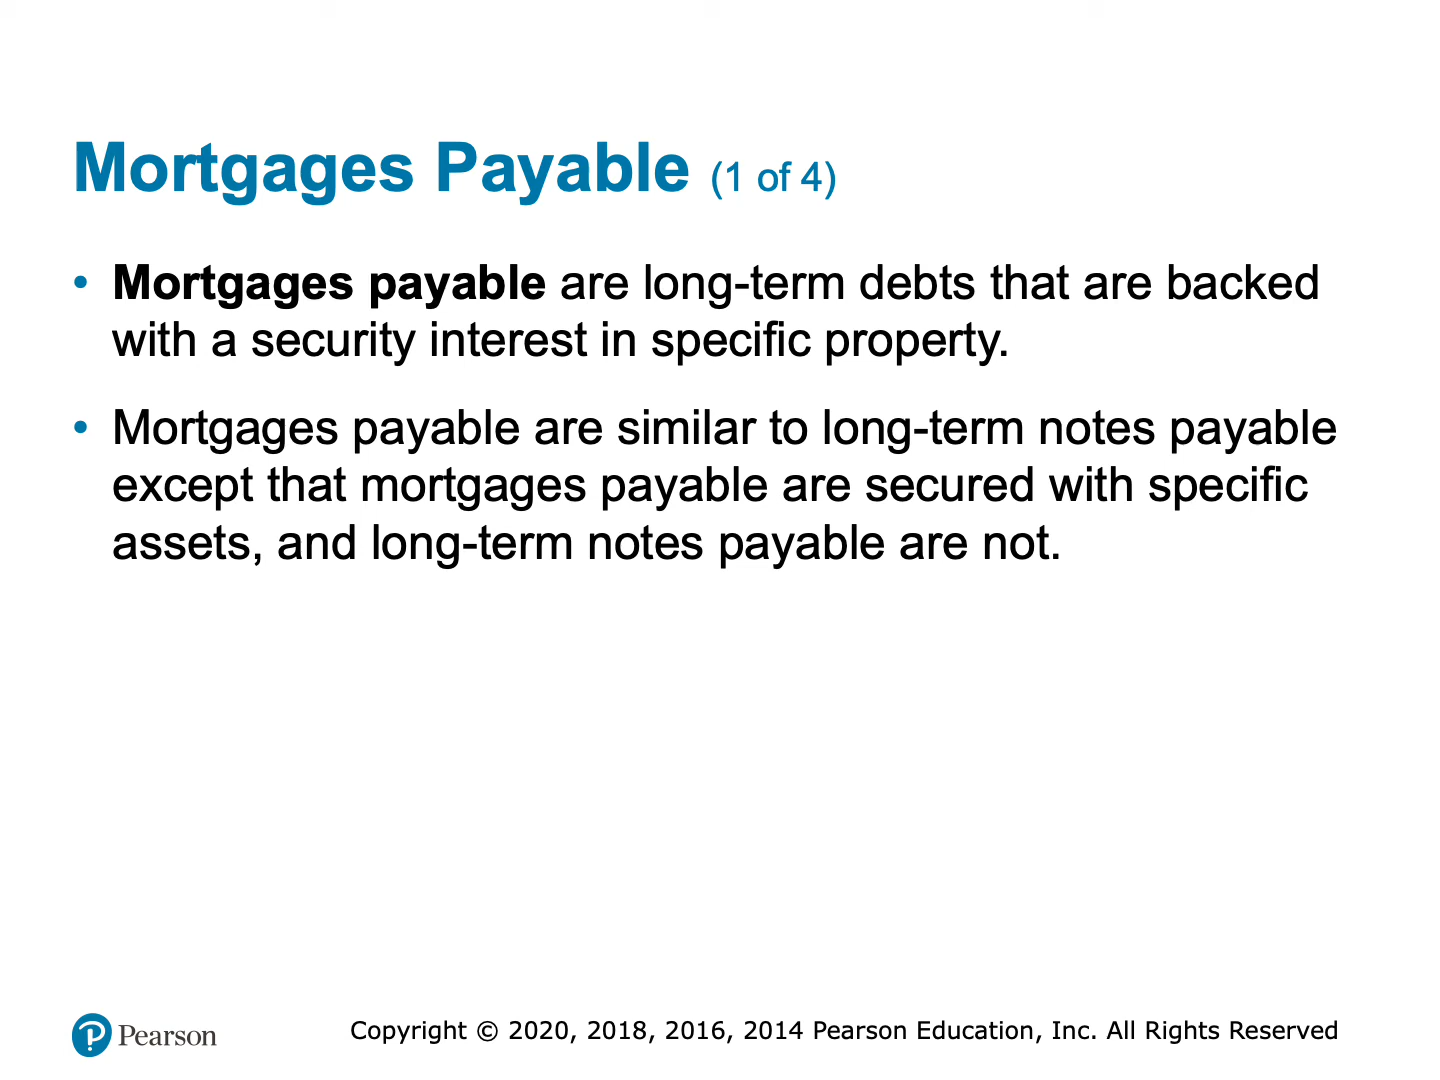 Mortgages Payable (1 of 4)
• Mortgages payable are long-term debts that are backed
with a security interest in specific property.
• Mortgages payable are similar to long-term notes payable
except that mortgages payable are secured with specific
assets, and long-term notes payable are not.
Pearson
Copyright © 2020, 2018, 2016, 2014 Pearson Education, Inc. All Rights Reserved